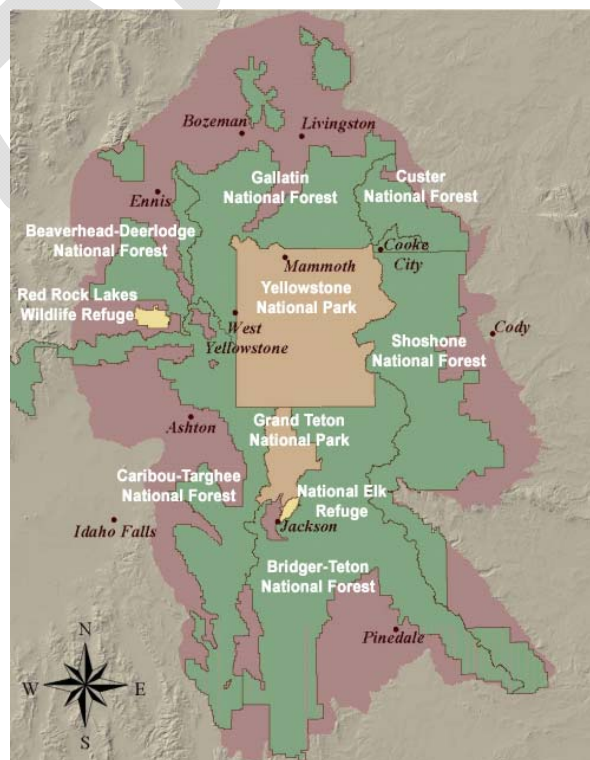 Bozeman
Livingston
Gallatin
National Forest
Custer
National Forest
Ennis
Beaverhead-Deerlodge
National Forest
Cooke
City
Mammoth
Yellowstone
National Park
Red Rock Lakes
Wildlife Refuge
West
Yellowstone
Cody
Shoshone
National Forest
Ashton
Grand Teton
National Park
Caribou-Targhee
National Forest
National Elk
Refuge
Idaho Falls
Jackson
Bridger-Teton
National Forest
Pinedale
N
W
E
S